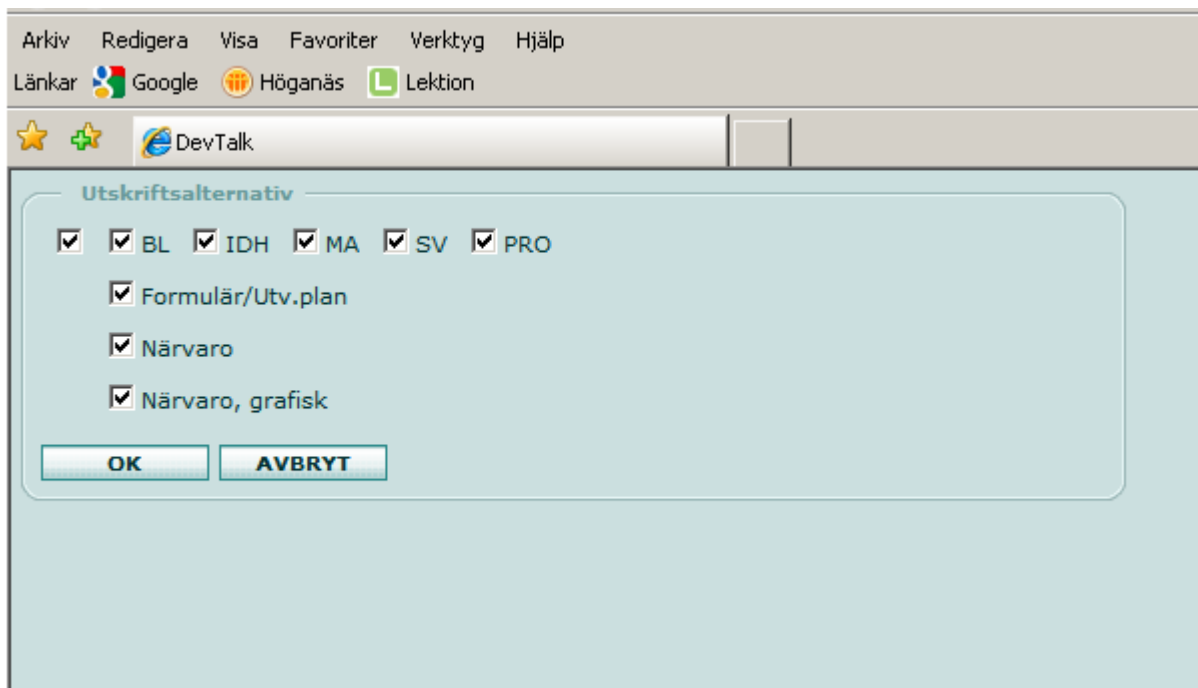 Arkiv Redigera Visa Favoriter Verktyg Hjälp
Länkar Google Höganäs L Lektion
DevTalk
Utskriftsalternativ
BL IDH MA SV PRO
Formulär/Utv.plan
Närvaro
Närvaro, grafisk
OK AVBRYT